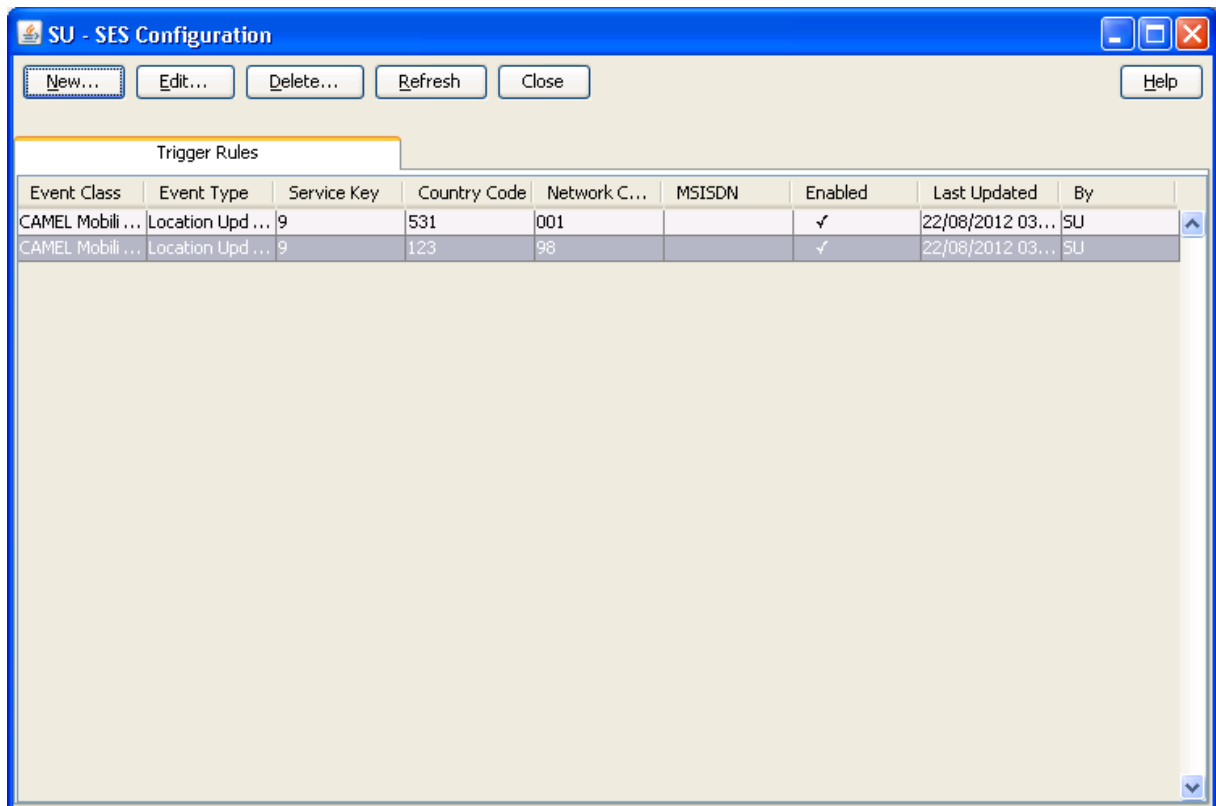 SU - SES Configuration
New... Edit... Delete... Refresh Close Help
Trigger Rules
Event Class Event Type Service Key Country Code Network C... MSISDN Enabled Last Updated By
CAMEL Mobili ... Location Upd ... 9 531 001 ✓ 22/08/2012 03... SU
CAMEL Mobili ... Location Upd ... 9 123 98 ✓ 22/08/2012 03... SU